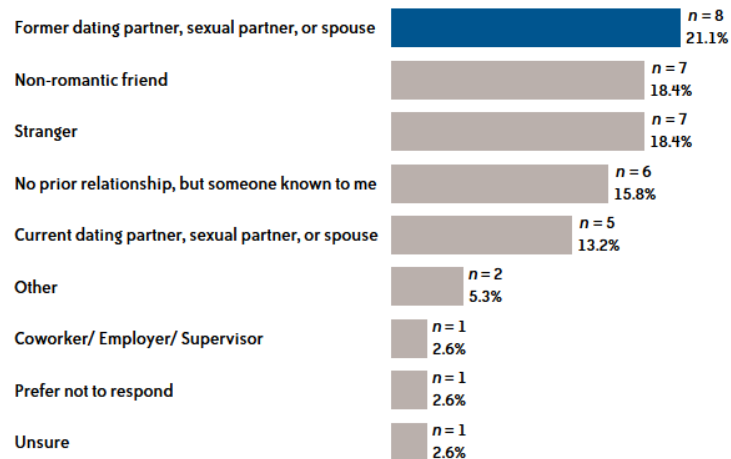 Former dating partner, sexual partner, or spouse
n = 8
21.1%
Non-romantic friend
n = 7
18.4%
Stranger
n = 7
18.4%
No prior relationship, but someone known to me
n = 6
15.8%
Current dating partner, sexual partner, or spouse
n = 5
13.2%
Other
n = 2
5.3%
Coworker/ Employer/ Supervisor
n = 1
2.6%
Prefer not to respond
n = 1
2.6%
Unsure
n = 1
2.6%